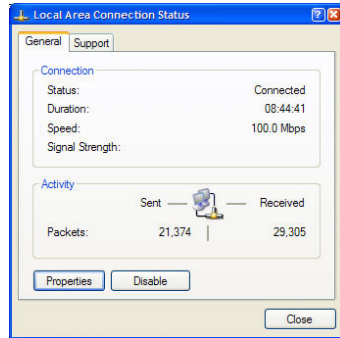 Local Area Connection Status
General Support
Connection
Status: Connected
Duration: 08:44:41
Speed: 100.0 Mbps
Signal Strength:
Activity
Sent Received
Packets: 21,374 29,305
Properties Disable
Close